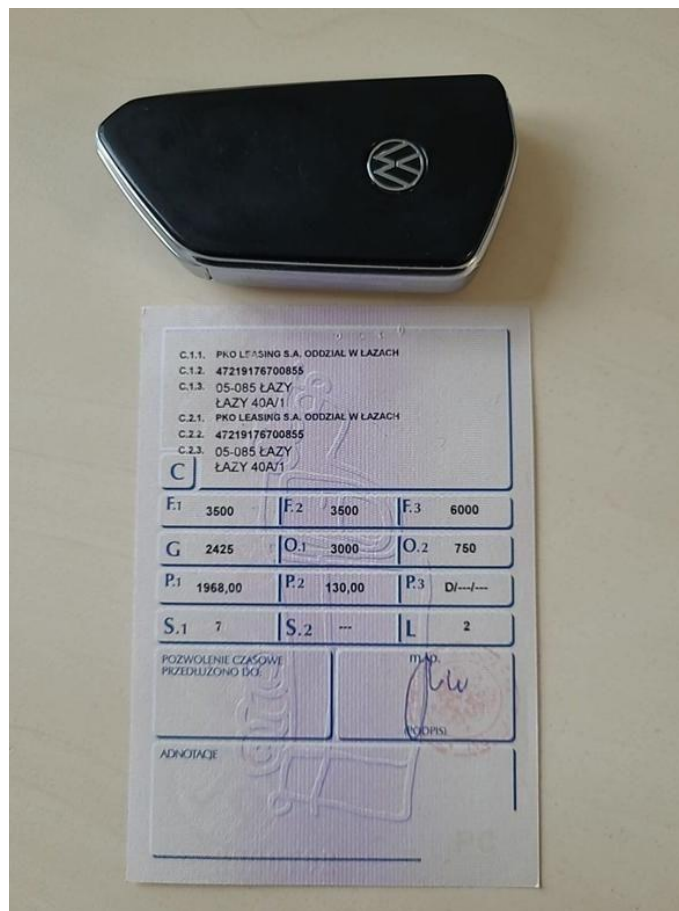 VW
C.1.1. PKO LEASING S.A. ODDZIAŁ W ŁAZACH
C.1.2. 47219176700855
C.1.3. 05-085 ŁAZY
ŁAZY 40A/1
C.2.1. PKO LEASING S.A. ODDZIAŁ W ŁAZACH
C.2.2. 47219176700855
C.2.3. 05-085 ŁAZY
ŁAZY 40A/1
C
F.1 3500 F.2 3500 F.3 6000
G 2425 O.1 3000 O.2 750
P.1 1968,00 P.2 130,00 P.3 D/---/---
S.1 7 S.2 --- L 2
POZWOLENIE CZASOWE
PRZEDŁUŻONO DO:
m.p.
(PODPIS)
ADNOTACJE